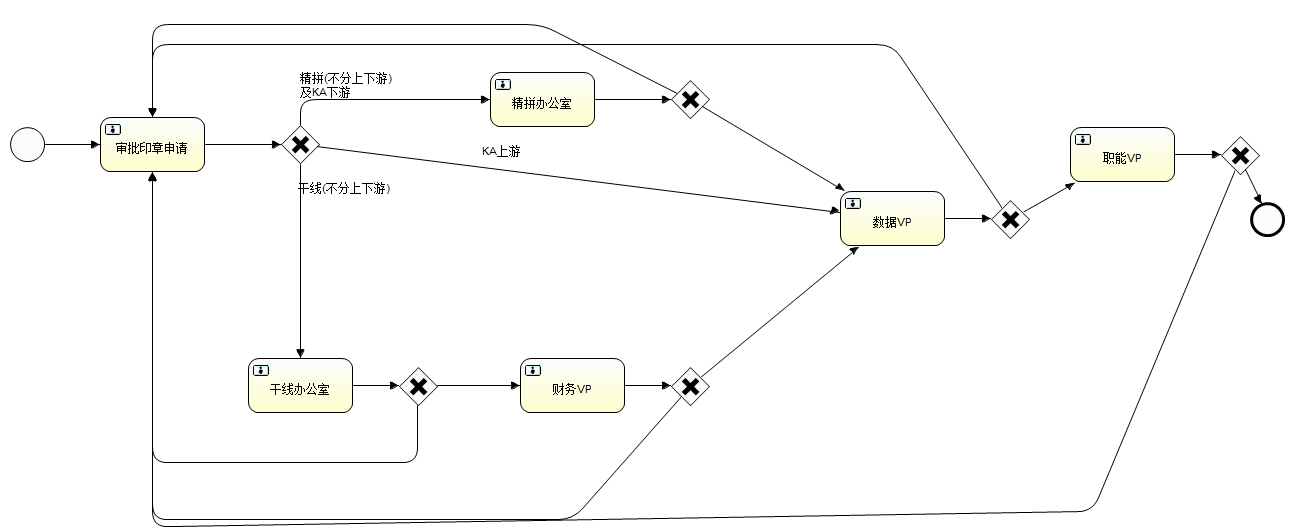 精拼(不分上下游)
及KA下游
精拼办公室
审批印章申请
KA上游
职能VP
干线(不分上下游)
数据VP
干线办公室
财务VP